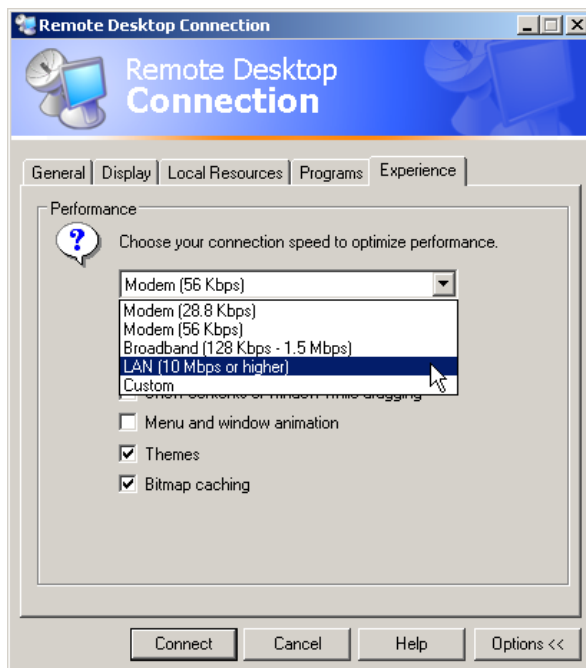 Remote Desktop Connection
Remote Desktop
Connection
General Display Local Resources Programs Experience
Performance
Choose your connection speed to optimize performance.
Modem (56 Kbps)
Modem (28.8 Kbps)
Modem (56 Kbps)
Broadband (128 Kbps - 1.5 Mbps)
LAN (10 Mbps or higher)
Custom
Menu and window animation
Themes
Bitmap caching
Connect Cancel Help Options <<